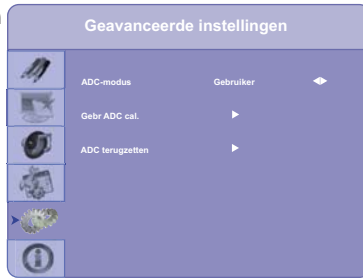 Geavanceerde instellingen
ADC-modus Gebruiker
Gebr ADC cal.
ADC terugzetten